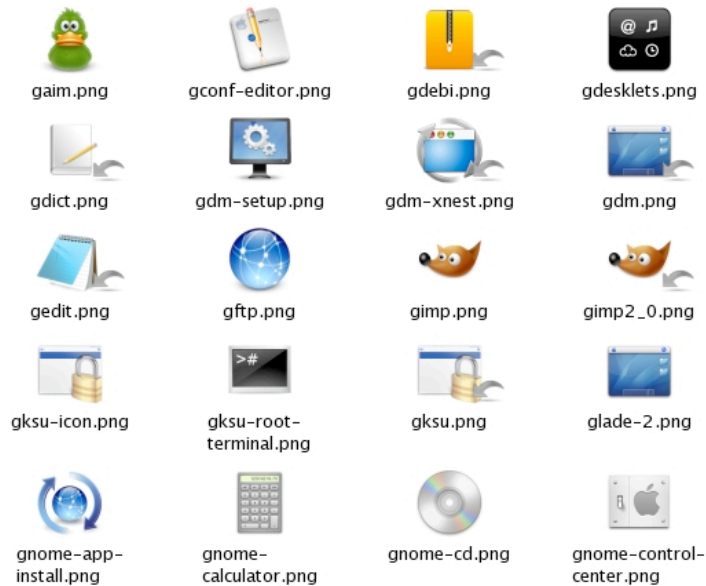 gaim.png
gconf-editor.png
gdebi.png
gdesklets.png
gdict.png
gdm-setup.png
gdm-xnest.png
gdm.png
gedit.png
gftp.png
gimp.png
gimp2_0.png
gksu-icon.png
>#
gksu-root-
terminal.png
gksu.png
glade-2.png
gnome-app-
install.png
gnome-
calculator.png
gnome-cd.png
gnome-control-
center.png